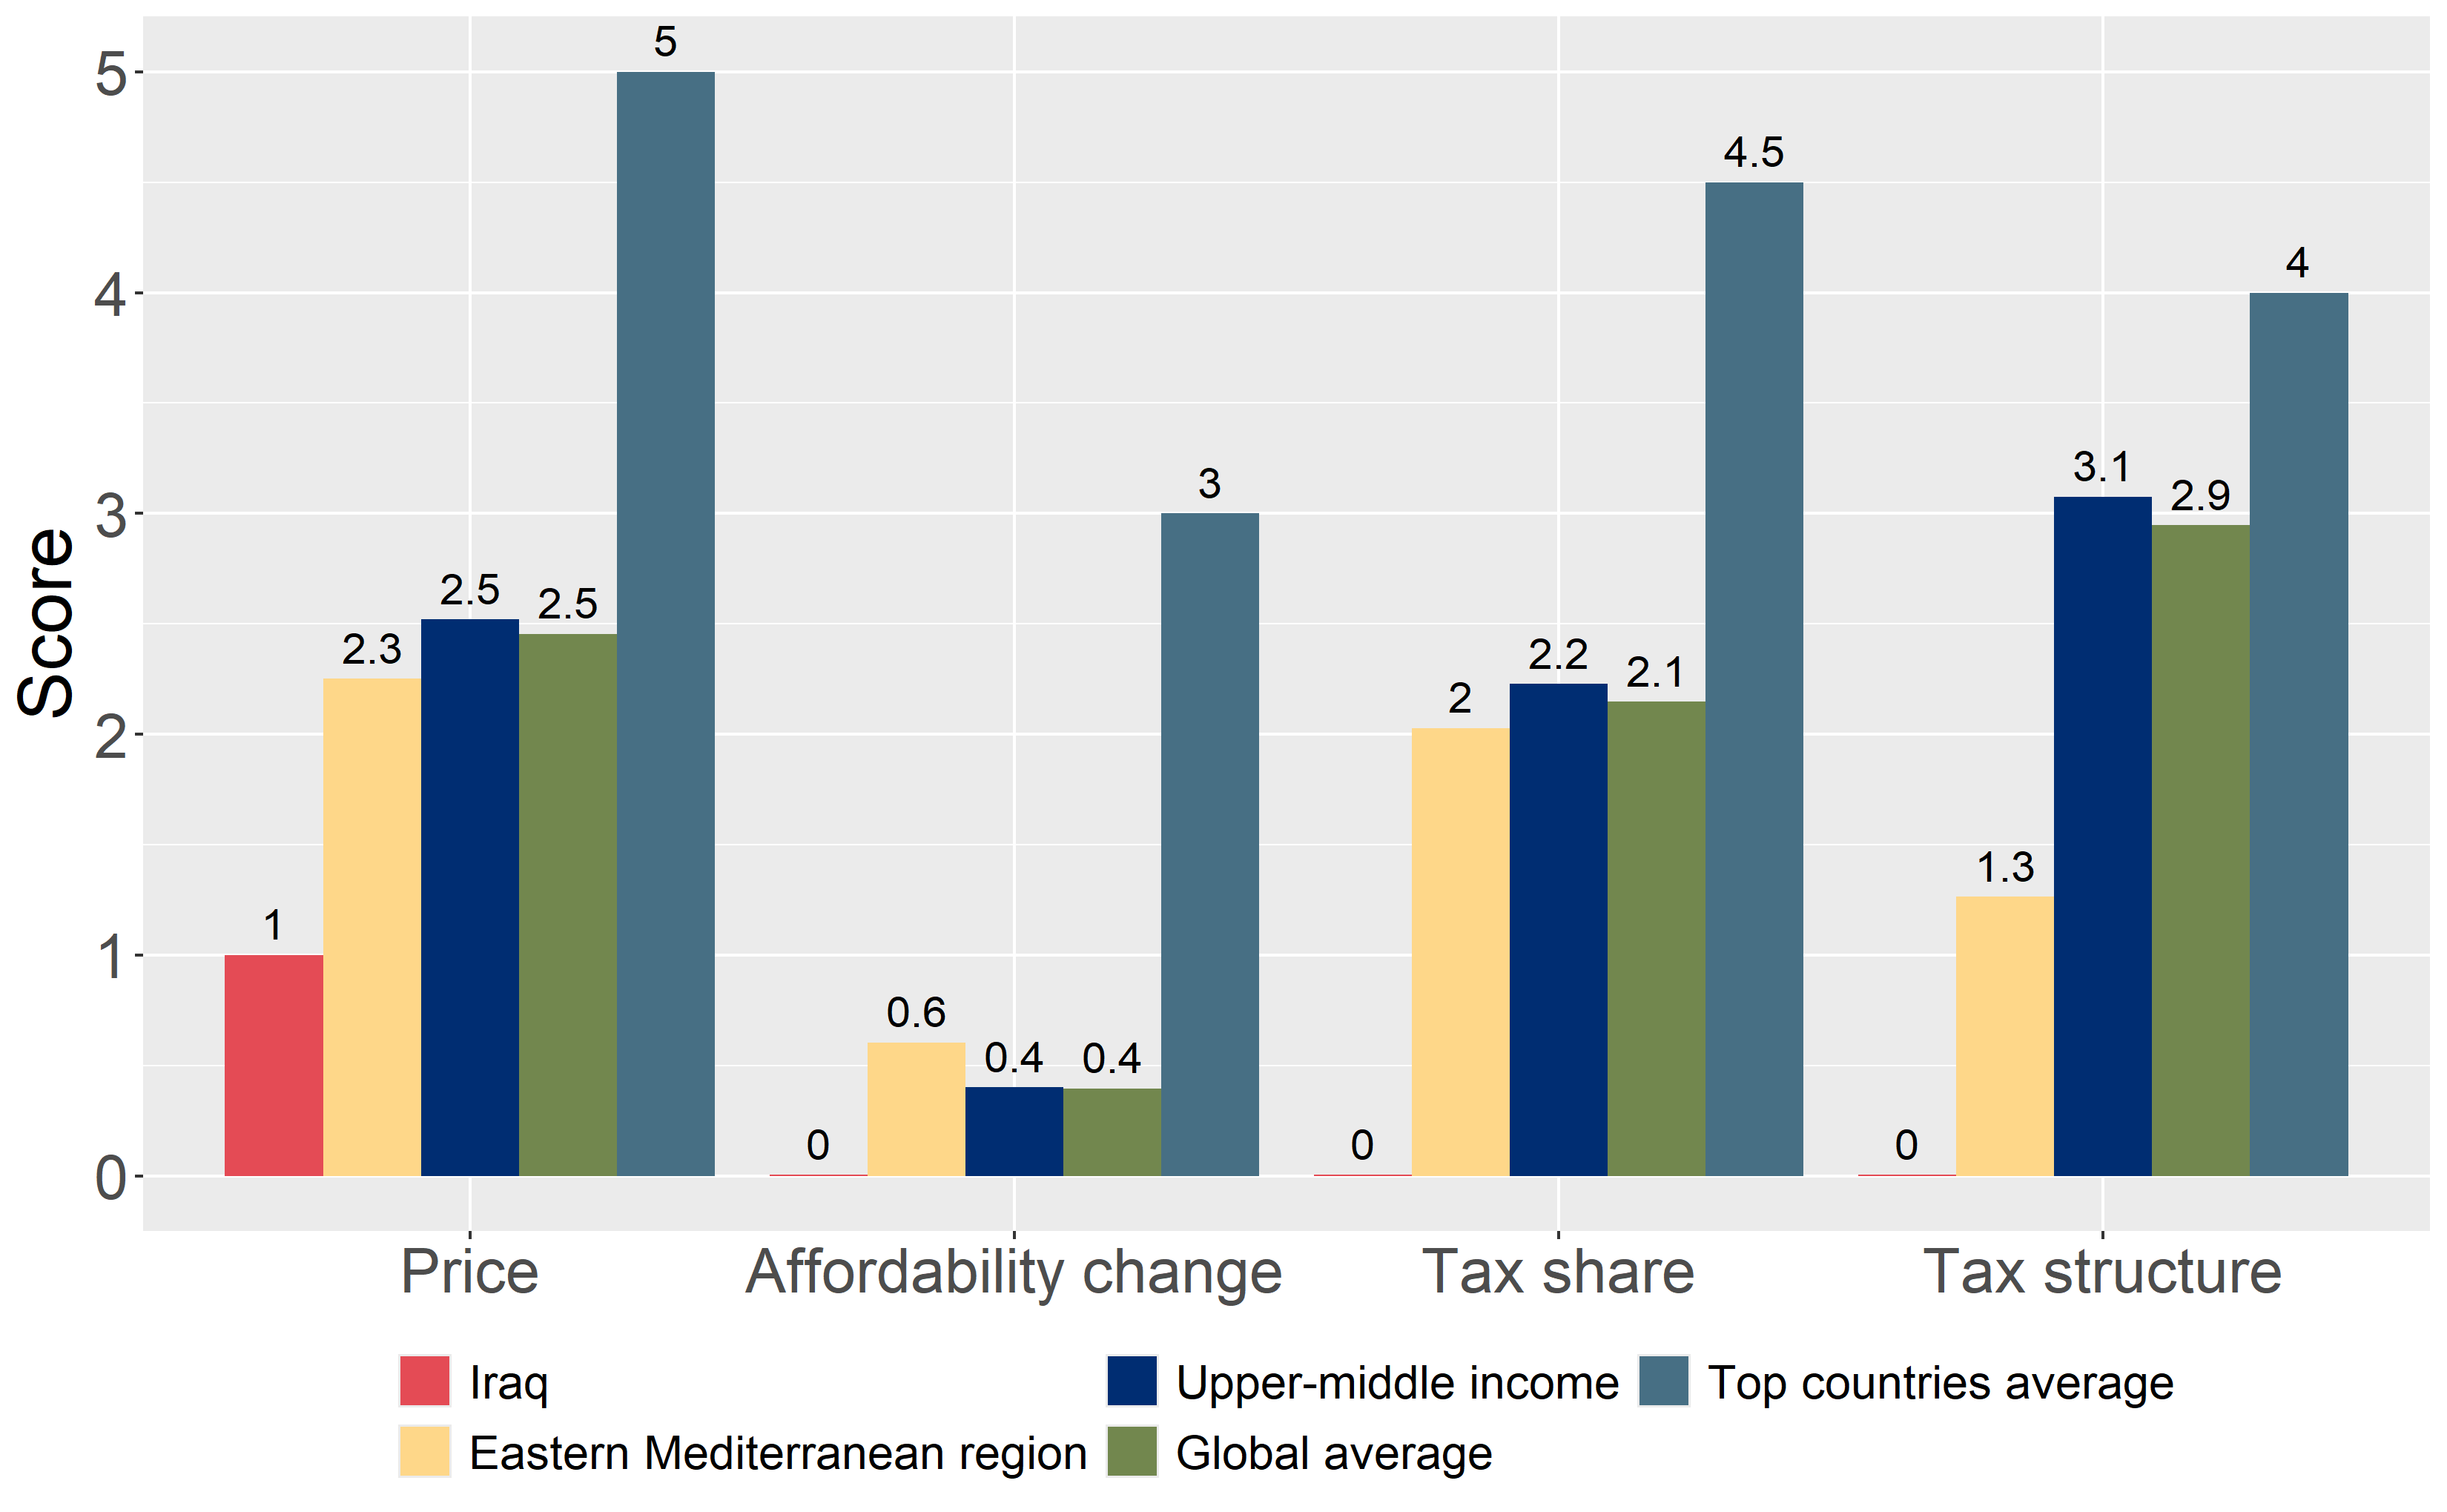 Score
5
4
3
2
1
0
1
2.3
2.5
2.5
5
0
0.6
0.4
0.4
3
0
2
2.2
2.1
4.5
0
1.3
3.1
2.9
4
Price
Affordability change
Tax share
Tax structure
Iraq
Eastern Mediterranean region
Upper-middle income
Global average
Top countries average